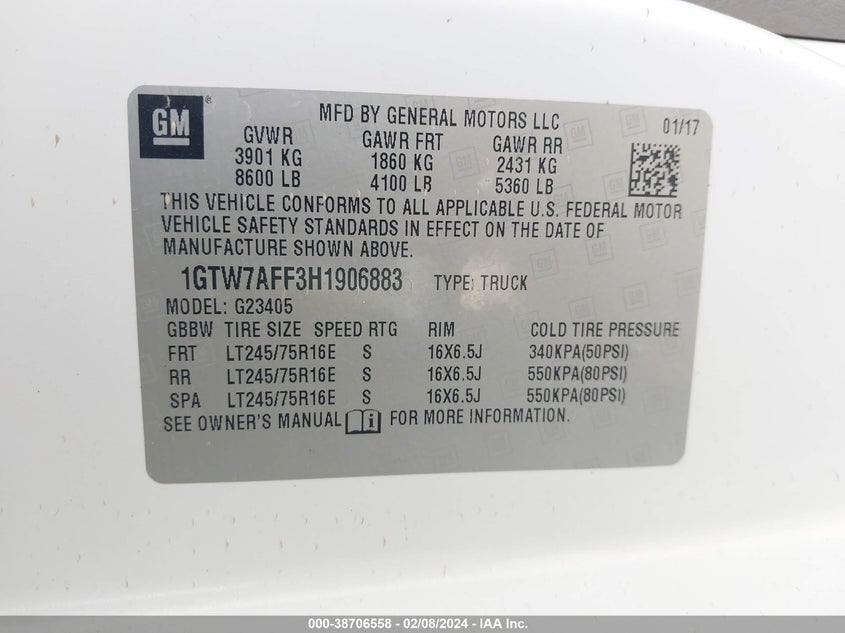 GM®
MFD BY GENERAL MOTORS LLC
01/17
GVWR GAWR FRT GAWR RR
3901 KG 1860 KG 2431 KG
8600 LB 4100 LB 5360 LB
THIS VEHICLE CONFORMS TO ALL APPLICABLE U.S. FEDERAL MOTOR
VEHICLE SAFETY STANDARDS IN EFFECT ON THE DATE OF
MANUFACTURE SHOWN ABOVE.
1GTW7AFF3H1906883 TYPE: TRUCK
MODEL: G23405
GBBW TIRE SIZE SPEED RTG RIM COLD TIRE PRESSURE
FRT LT245/75R16E S 16X6.5J 340KPA(50PSI)
RR LT245/75R16E S 16X6.5J 550KPA(80PSI)
SPA LT245/75R16E S 16X6.5J 550KPA(80PSI)
SEE OWNER'S MANUAL FOR MORE INFORMATION.
000-38706558 - 02/08/2024 - IAA Inc.